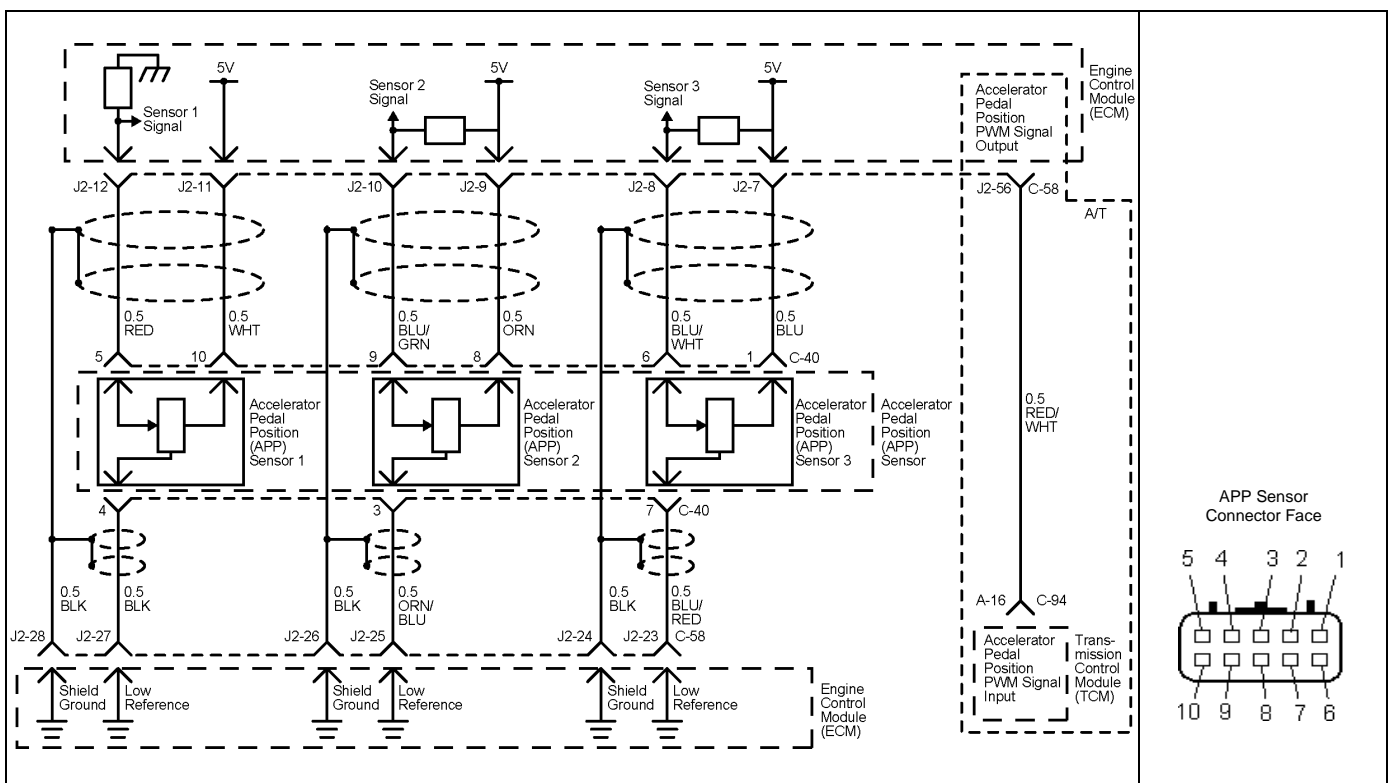 5V
Sensor 1
Signal
Sensor 2
Signal
5V
Sensor 3
Signal
5V
Accelerator
Pedal
Position
PWM Signal
Output
Engine
Control
Module
(ECM)
J2-12
J2-11
J2-10
J2-9
J2-8
J2-7
J2-56
C-58
A/T
0.5
RED
0.5
WHT
0.5
BLU/
GRN
0.5
ORN
0.5
BLU/
WHT
0.5
BLU
5
10
9
8
6
1
C-40
0.5
RED/
WHT
Accelerator
Pedal
Position
(APP)
Sensor 1
Accelerator
Pedal
Position
(APP)
Sensor 2
Accelerator
Pedal
Position
(APP)
Sensor 3
Accelerator
Pedal
Position
(APP)
Sensor
4
3
7
C-40
0.5
BLK
0.5
BLK
0.5
BLK
0.5
ORN/
BLU
0.5
BLK
0.5
BLU/
RED
A-16
C-94
J2-28
J2-27
J2-26
J2-25
J2-24
J2-23
C-58
Shield
Ground
Low
Reference
Shield
Ground
Low
Reference
Shield
Ground
Low
Reference
Engine
Control
Module
(ECM)
Accelerator
Pedal
Position
PWM Signal
Input
Trans-
mission
Control
Module
(TCM)
APP Sensor
Connector Face
5 4 3 2 1
10 9 8 7 6